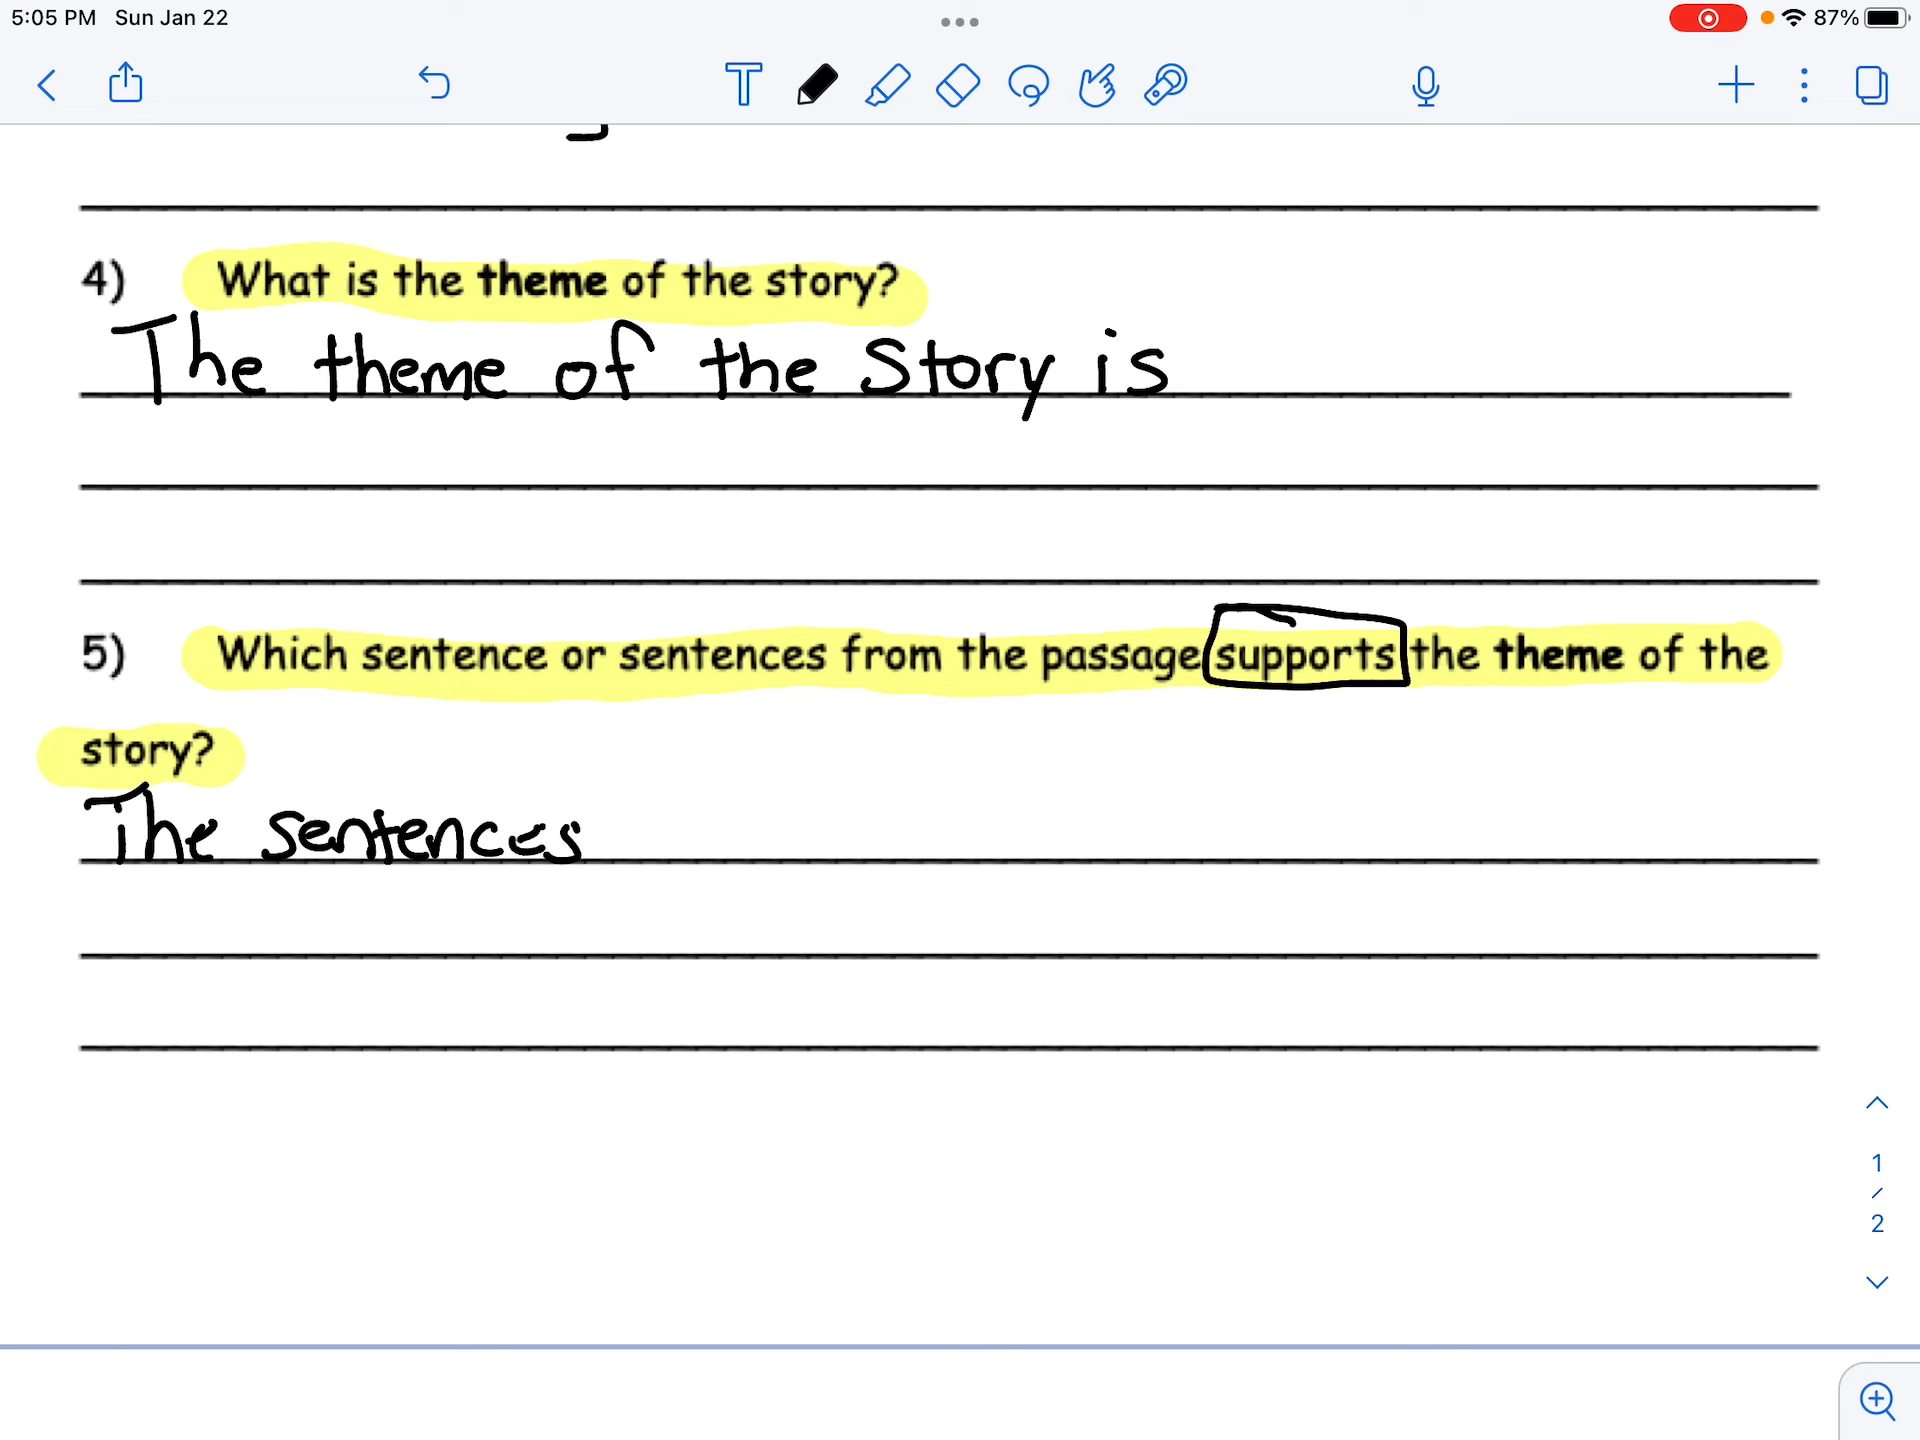 5:05 PM Sun Jan 22
87%
4) What is the theme of the story?
The theme of the Story is
5) Which sentence or sentences from the passage supports the theme of the
story?
The sentences
1
/
2